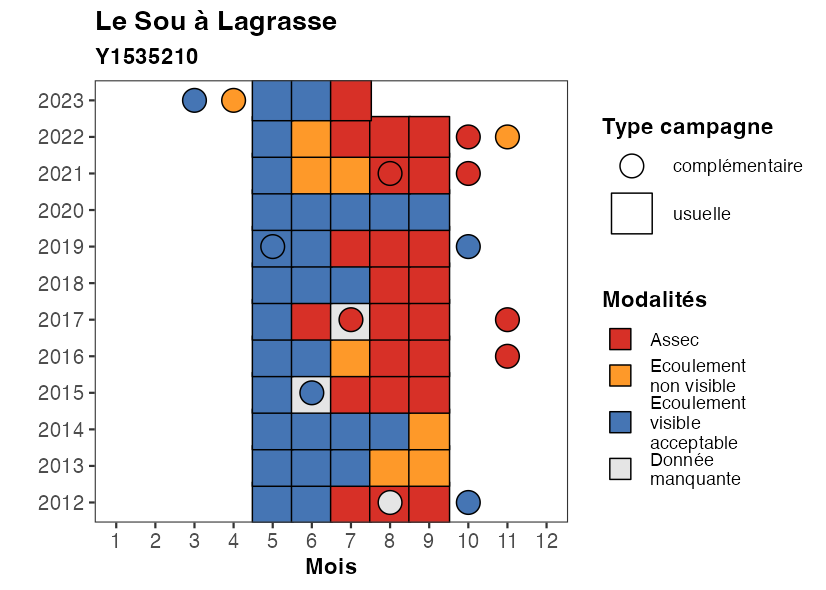 Le Sou à Lagrasse
Y1535210
2023
2022
2021
2020
2019
2018
2017
2016
2015
2014
2013
2012
1 2 3 4 5 6 7 8 9 10 11 12
Mois
Type campagne
complémentaire
usuelle
Modalités
Assec
Ecoulement
non visible
Ecoulement
visible
acceptable
Donnée
manquante